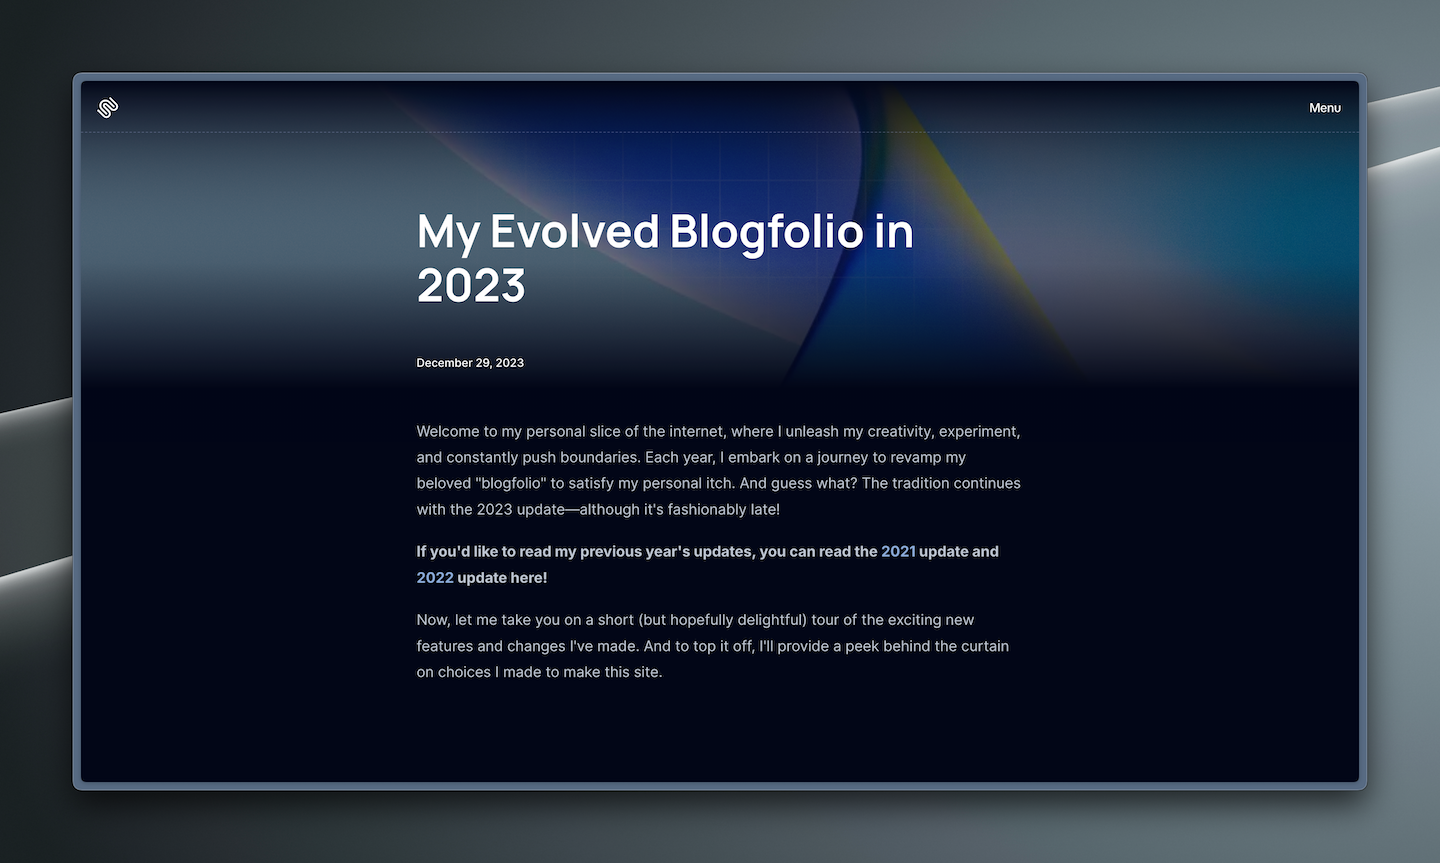 Menu
My Evolved Blogfolio in
2023
December 29, 2023
Welcome to my personal slice of the internet, where I unleash my creativity, experiment,
and constantly push boundaries. Each year, I embark on a journey to revamp my
beloved "blogfolio" to satisfy my personal itch. And guess what? The tradition continues
with the 2023 update—although it's fashionably late!
If you'd like to read my previous year's updates, you can read the 2021 update and
2022 update here!
Now, let me take you on a short (but hopefully delightful) tour of the exciting new
features and changes I've made. And to top it off, I'll provide a peek behind the curtain
on choices I made to make this site.